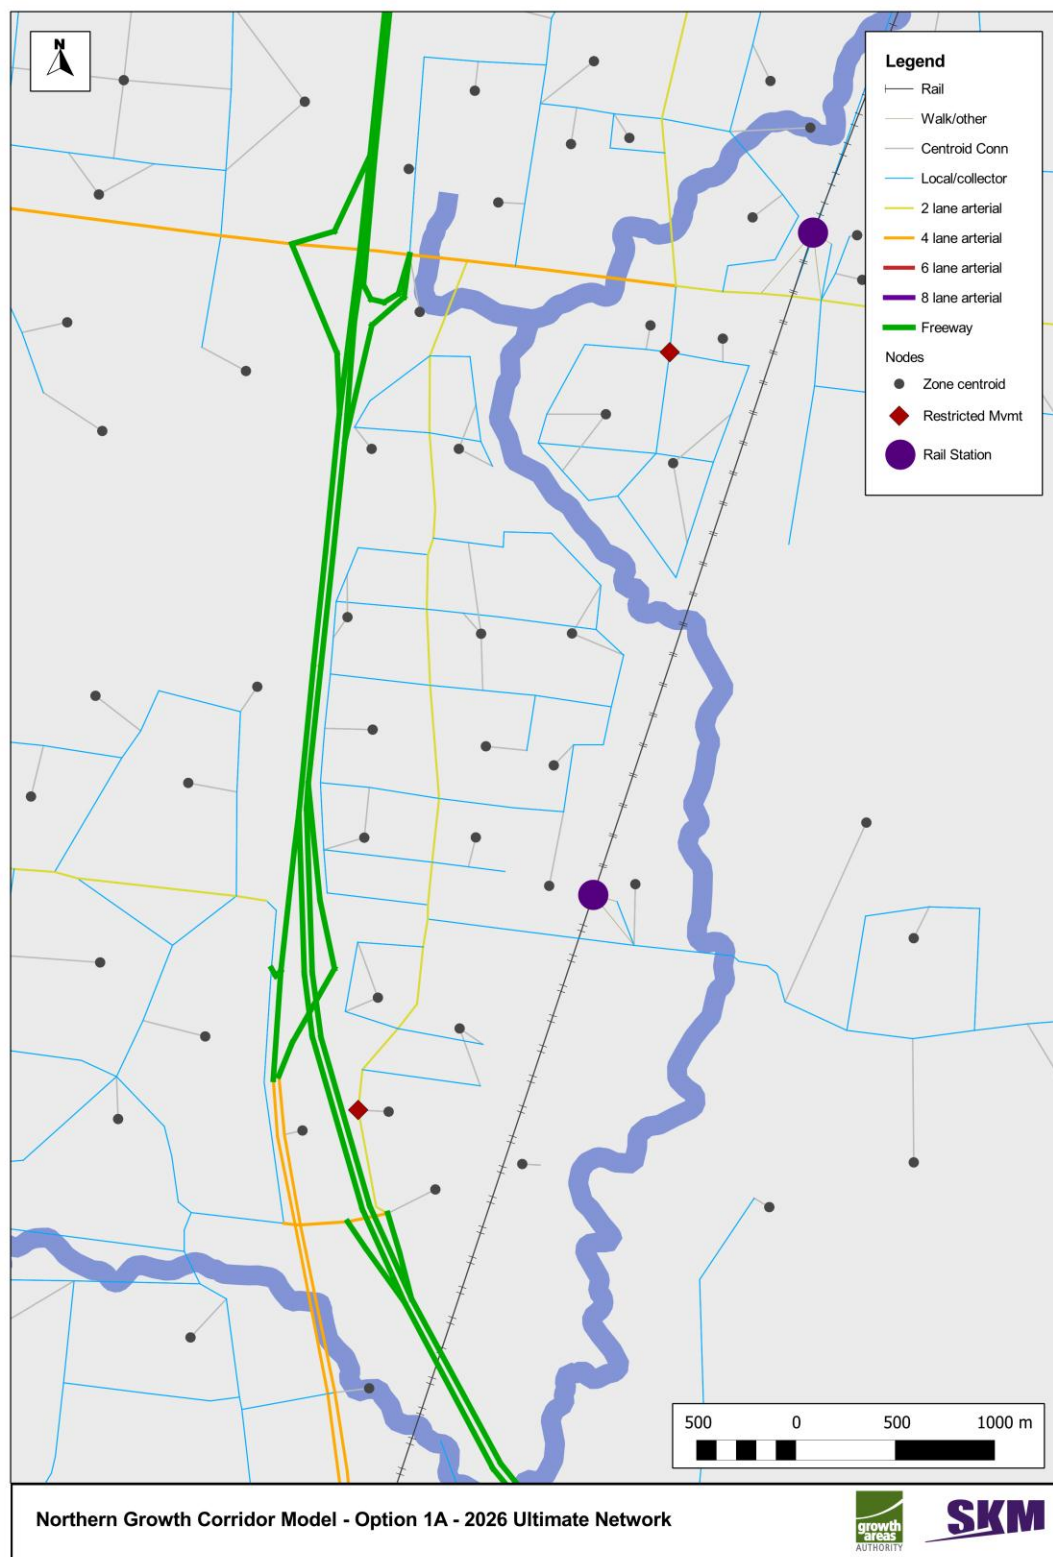 N
Legend
Rail
Walk/other
Centroid Conn
Local/collector
2 lane arterial
4 lane arterial
6 lane arterial
8 lane arterial
Freeway
Nodes
Zone centroid
Restricted Mvmt
Rail Station
500 0 500 1000 m
Northern Growth Corridor Model - Option 1A - 2026 Ultimate Network
growth
areas
AUTHORITY
SKM